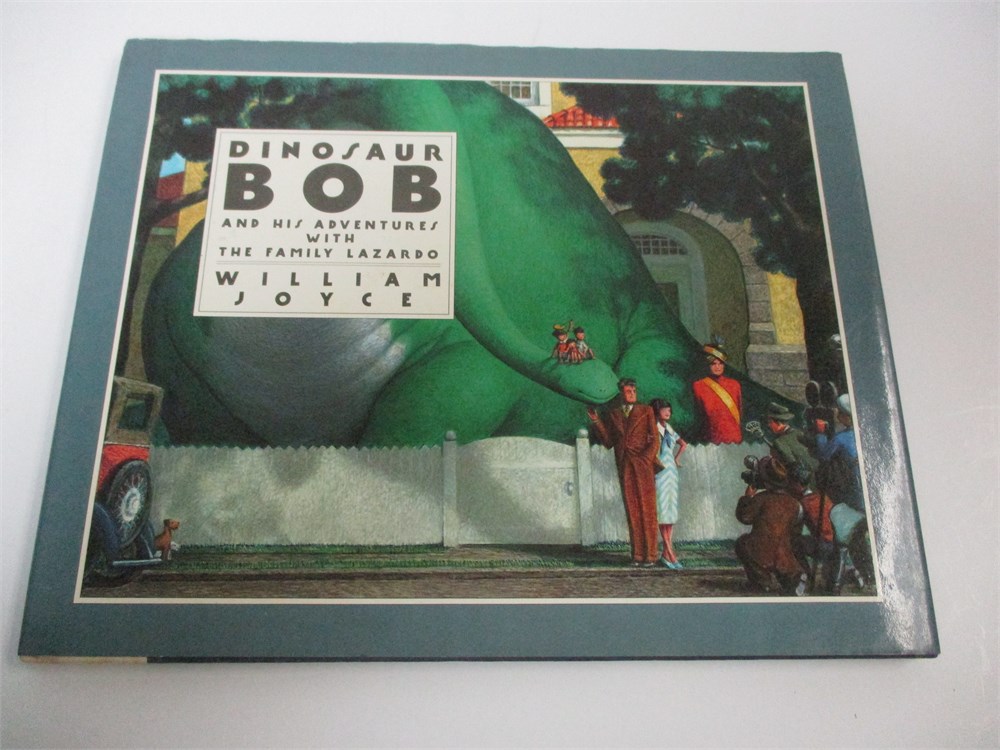 DINOSAUR
BOB
AND HIS ADVENTURES
WITH
THE FAMILY LAZARDO
WILLIAM
JOYCE